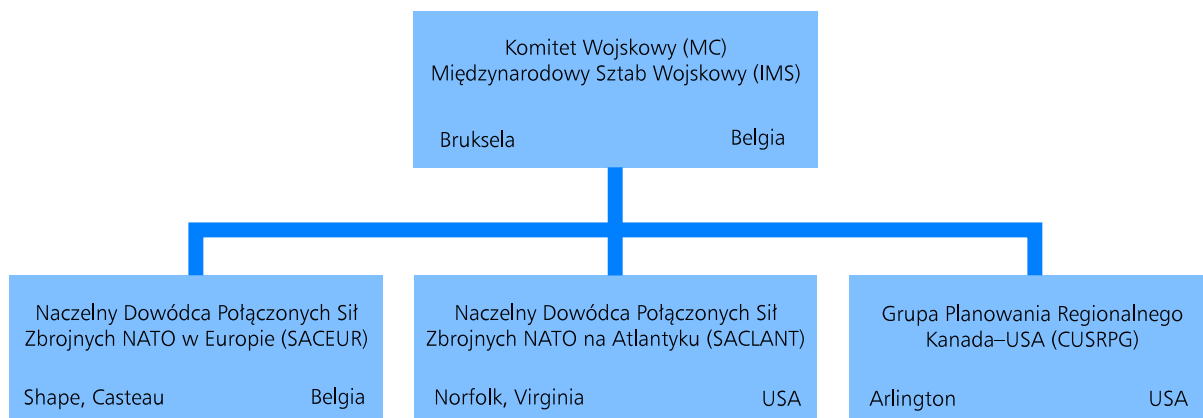 Komitet Wojskowy (MC)
Międzynarodowy Sztab Wojskowy (IMS)
Bruksela Belgia
Naczelny Dowódca Połączonych Sił
Zbrojnych NATO w Europie (SACEUR)
Shape, Casteau Belgia
Naczelny Dowódca Połączonych Sił
Zbrojnych NATO na Atlantyku (SACLANT)
Norfolk, Virginia USA
Grupa Planowania Regionalnego
Kanada–USA (CUSRPG)
Arlington USA